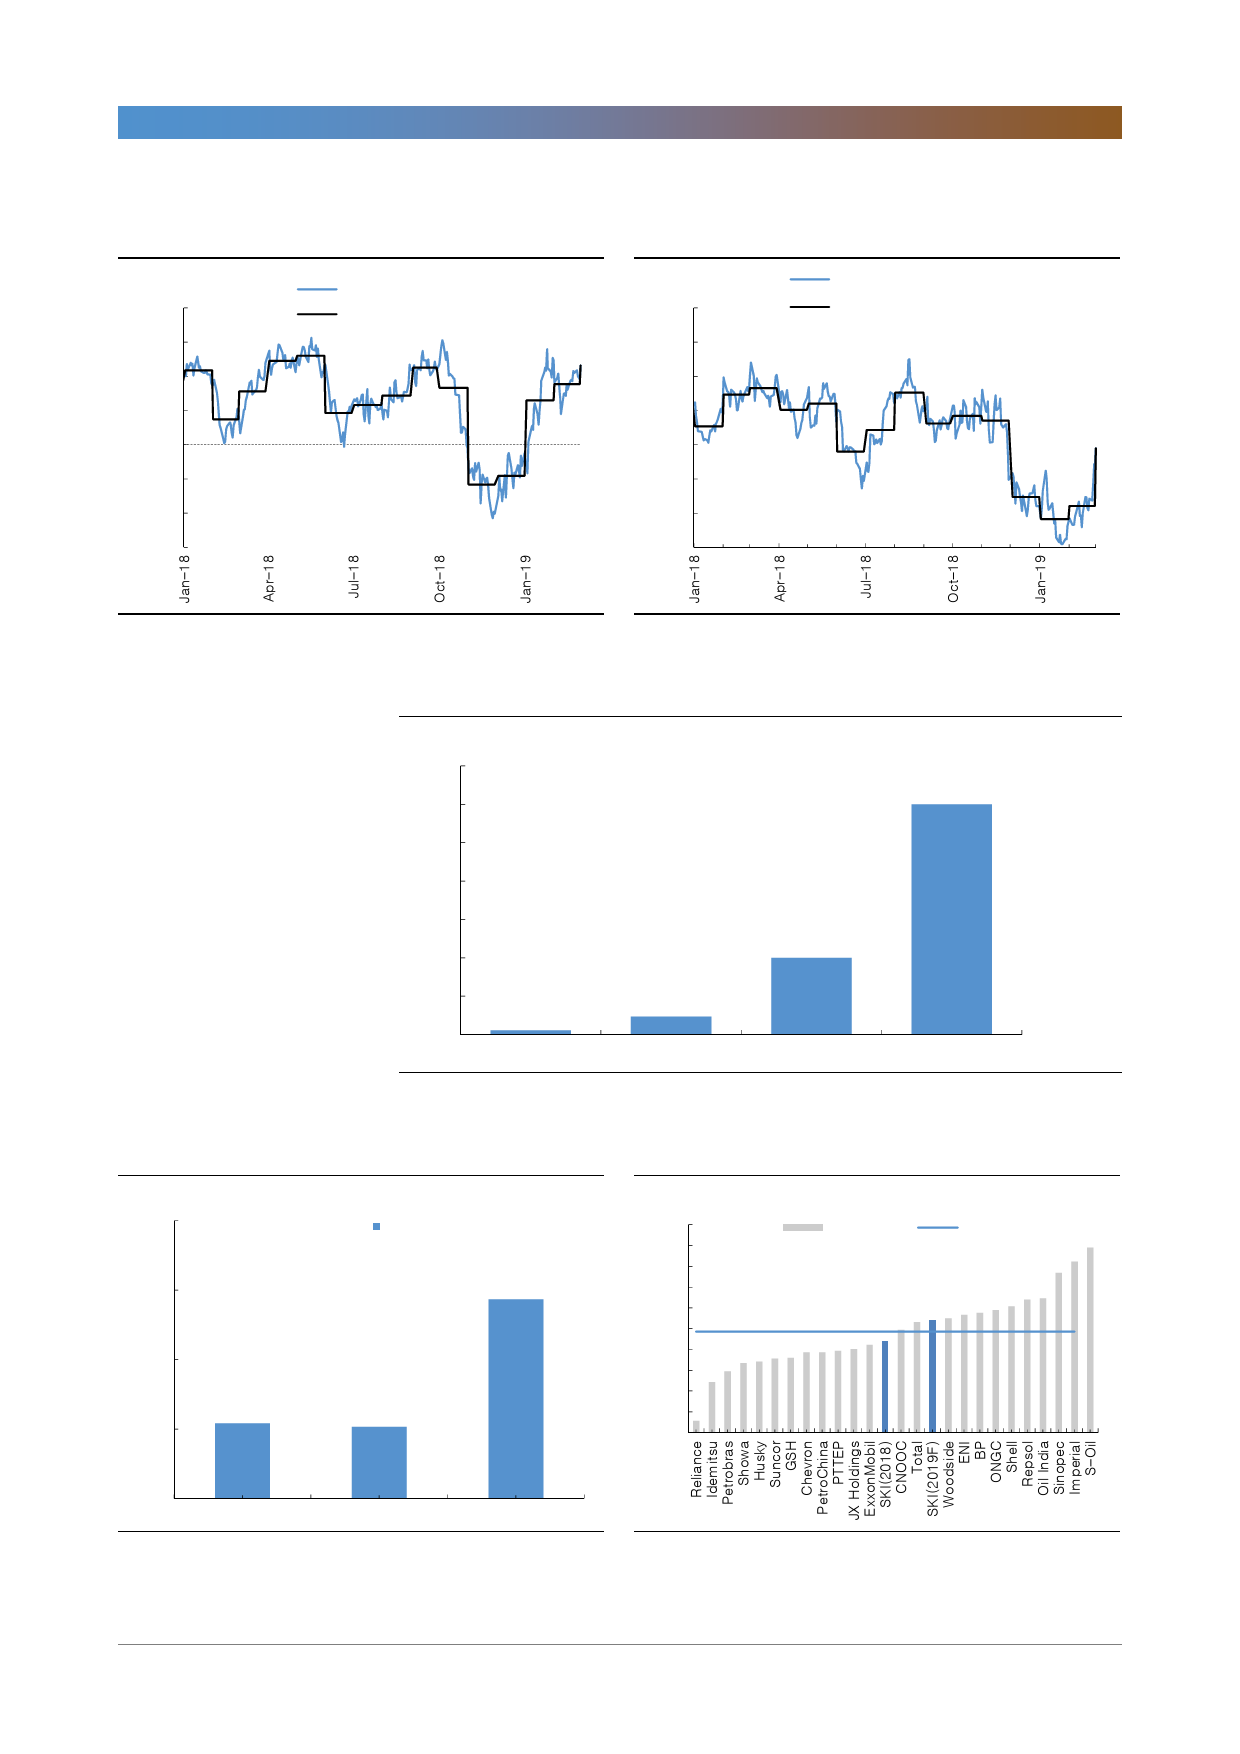 Jan-18
Apr-18
Jul-18
Oct-18
Jan-19
Jan-18
Apr-18
Jul-18
Oct-18
Jan-19
Reliance
Idemitsu
Petrobras
Showa
Husky
Suncor
GSH
Chevron
PetroChina
PTTEP
JX Holdings
ExxonMobil
SKI(2018)
CNOOC
Total
SKI(2019F)
Woodside
ENI
BP
ONGC
Shell
Repsol
Oil India
Sinopec
Imperial
S-Oil